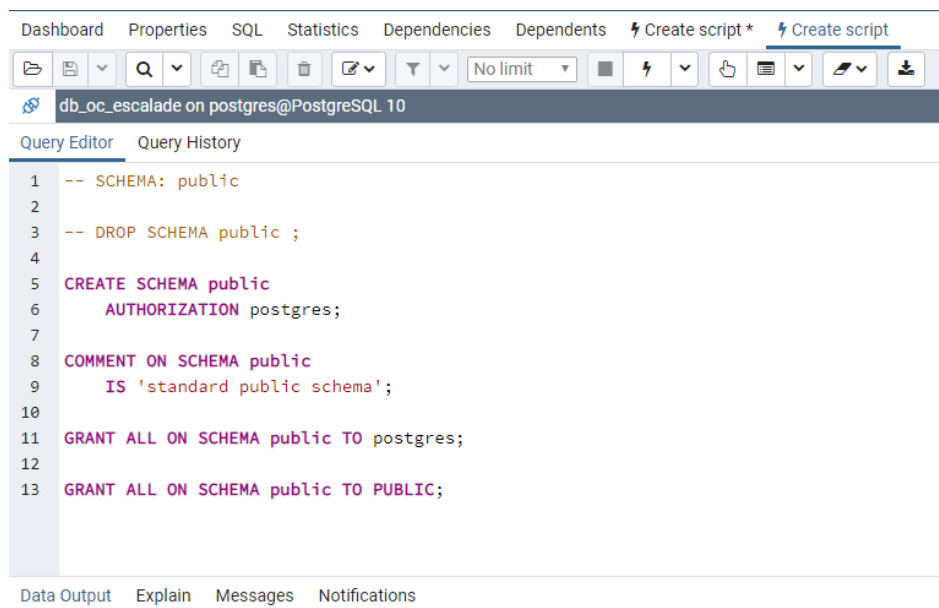 Dashboard Properties SQL Statistics Dependencies Dependents Create script * Create script
No limit
db_oc_escalade on postgres@PostgreSQL 10
Query Editor Query History
1 -- SCHEMA: public
2
3 -- DROP SCHEMA public ;
4
5 CREATE SCHEMA public
6 AUTHORIZATION postgres;
7
8 COMMENT ON SCHEMA public
9 IS 'standard public schema';
10
11 GRANT ALL ON SCHEMA public TO postgres;
12
13 GRANT ALL ON SCHEMA public TO PUBLIC;
Data Output Explain Messages Notifications